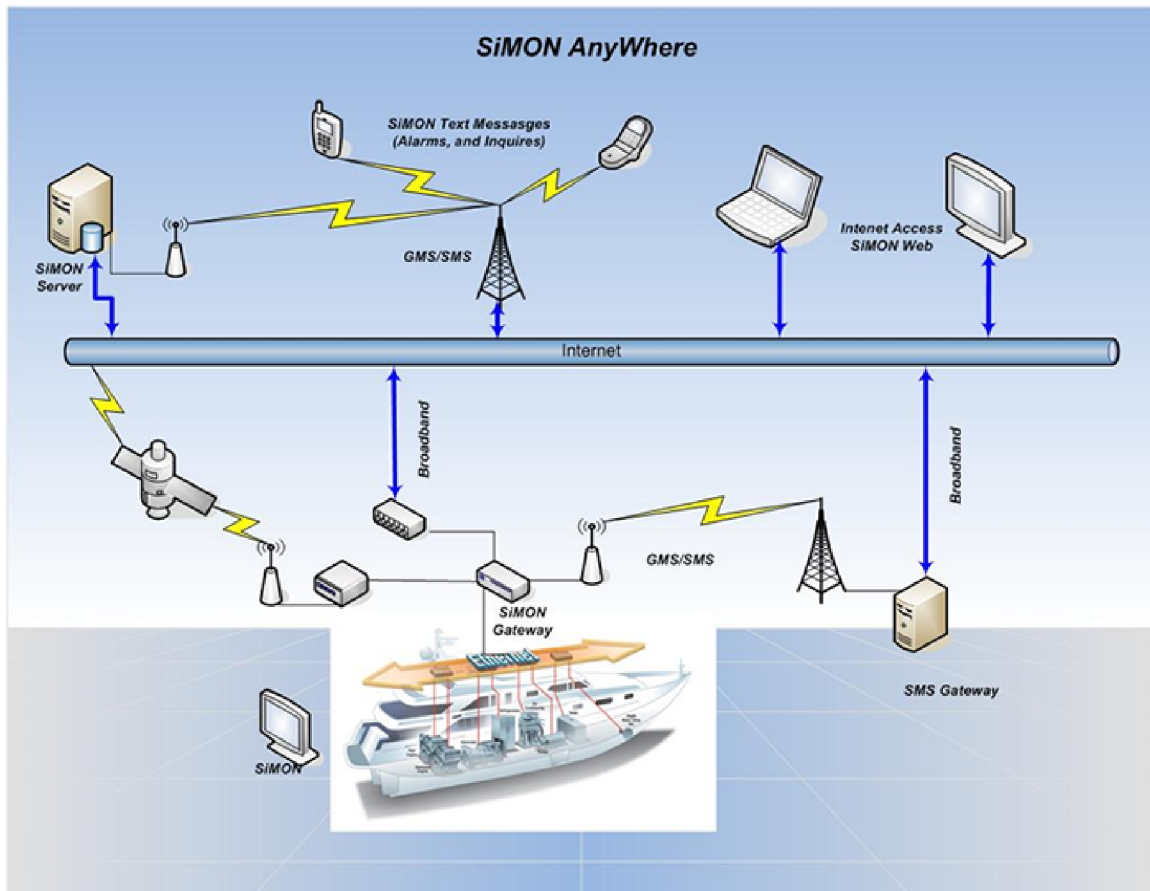 SiMON AnyWhere
SiMON Text Messasges
(Alarms, and Inquires)
Intenet Access
SiMON Web
GMS/SMS
SiMON
Server
Internet
Broadband
Broadband
GMS/SMS
SiMON
Gateway
Ethernet
SMS Gateway
SiMON